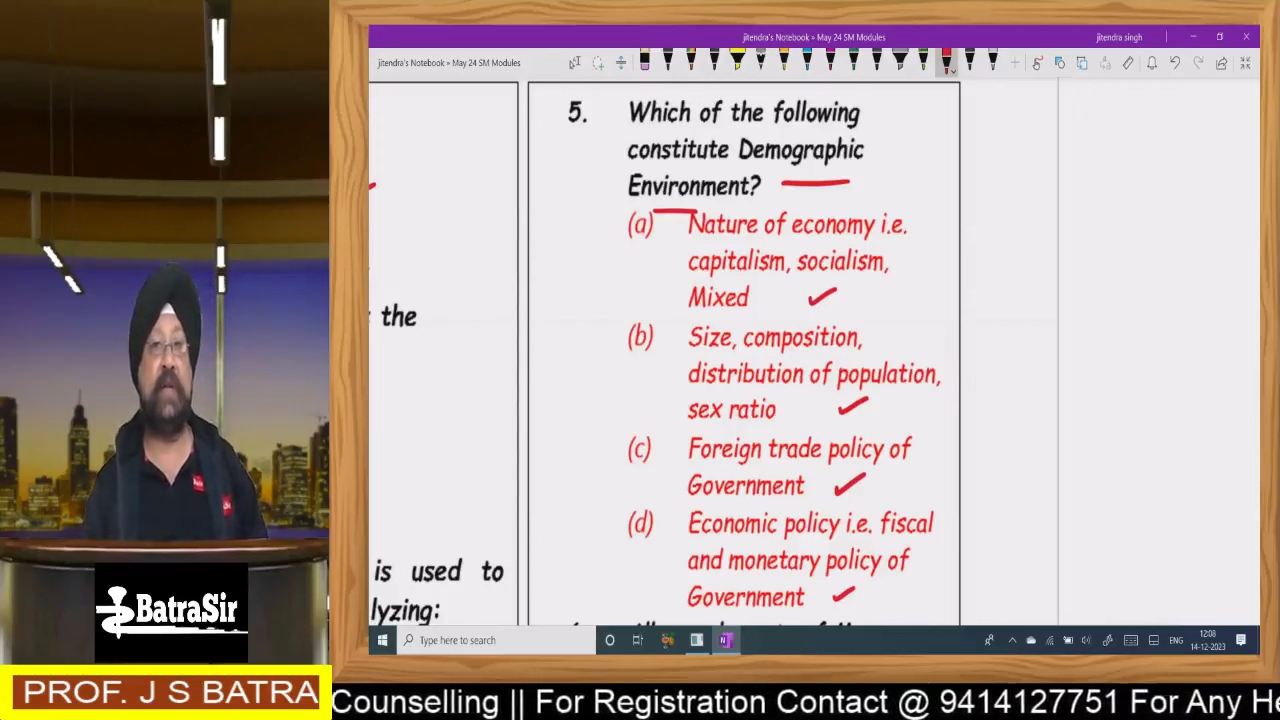 jitendra's Notebook » May 24 SM Modules
jitendra singh
jitendra's Notebook » May 24 SM Modules
5. Which of the following
constitute Demographic
Environment?
(a) Nature of economy i.e.
capitalism, socialism,
Mixed
(b) Size, composition,
distribution of population,
sex ratio
(c) Foreign trade policy of
Government
(d) Economic policy i.e. fiscal
and monetary policy of
Government
the
is used to
lyzing:
Type here to search
ENG
12:08
14-12-2023
BatraSir
PROF. J S BATRA
Counselling || For Registration Contact @ 9414127751 For Any He